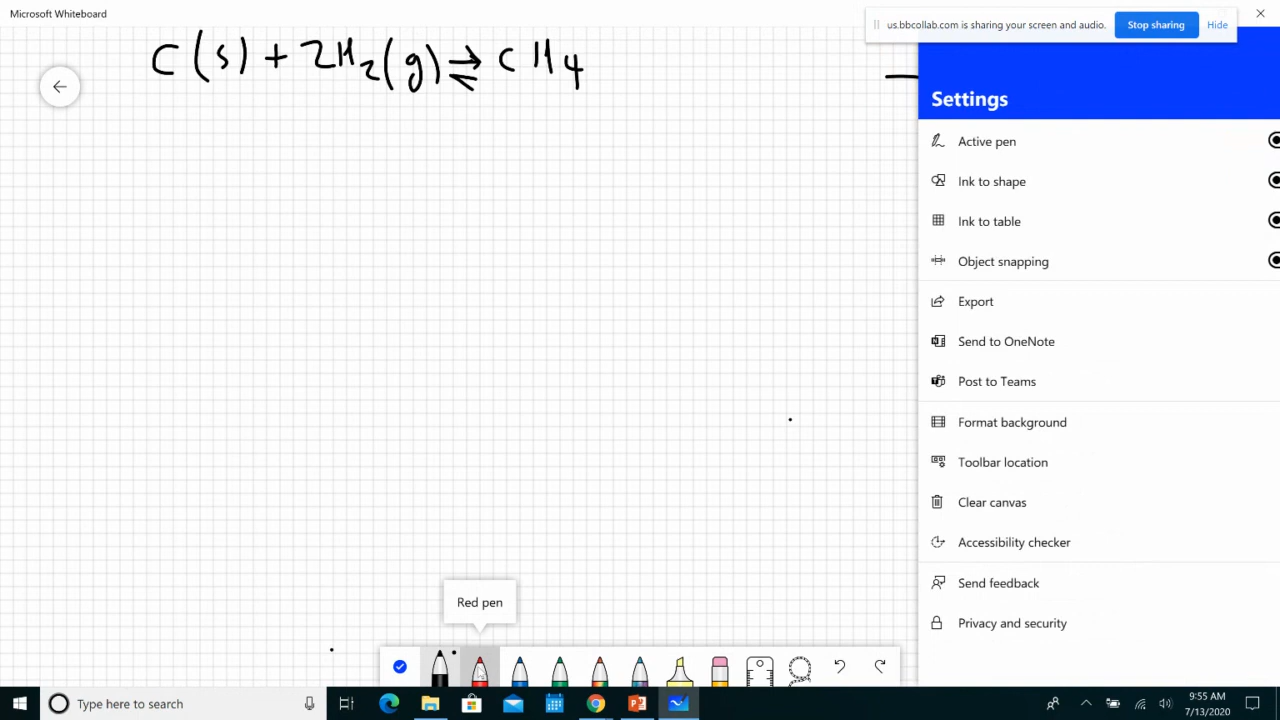 Microsoft Whiteboard
us.bbcollab.com is sharing your screen and audio. Stop sharing Hide
C(s) + 2H₂(g) ⇌ CH₄
Settings
Active pen
Ink to shape
Ink to table
Object snapping
Export
Send to OneNote
Post to Teams
Format background
Toolbar location
Clear canvas
Accessibility checker
Send feedback
Privacy and security
Red pen
Type here to search
9:55 AM
7/13/2020